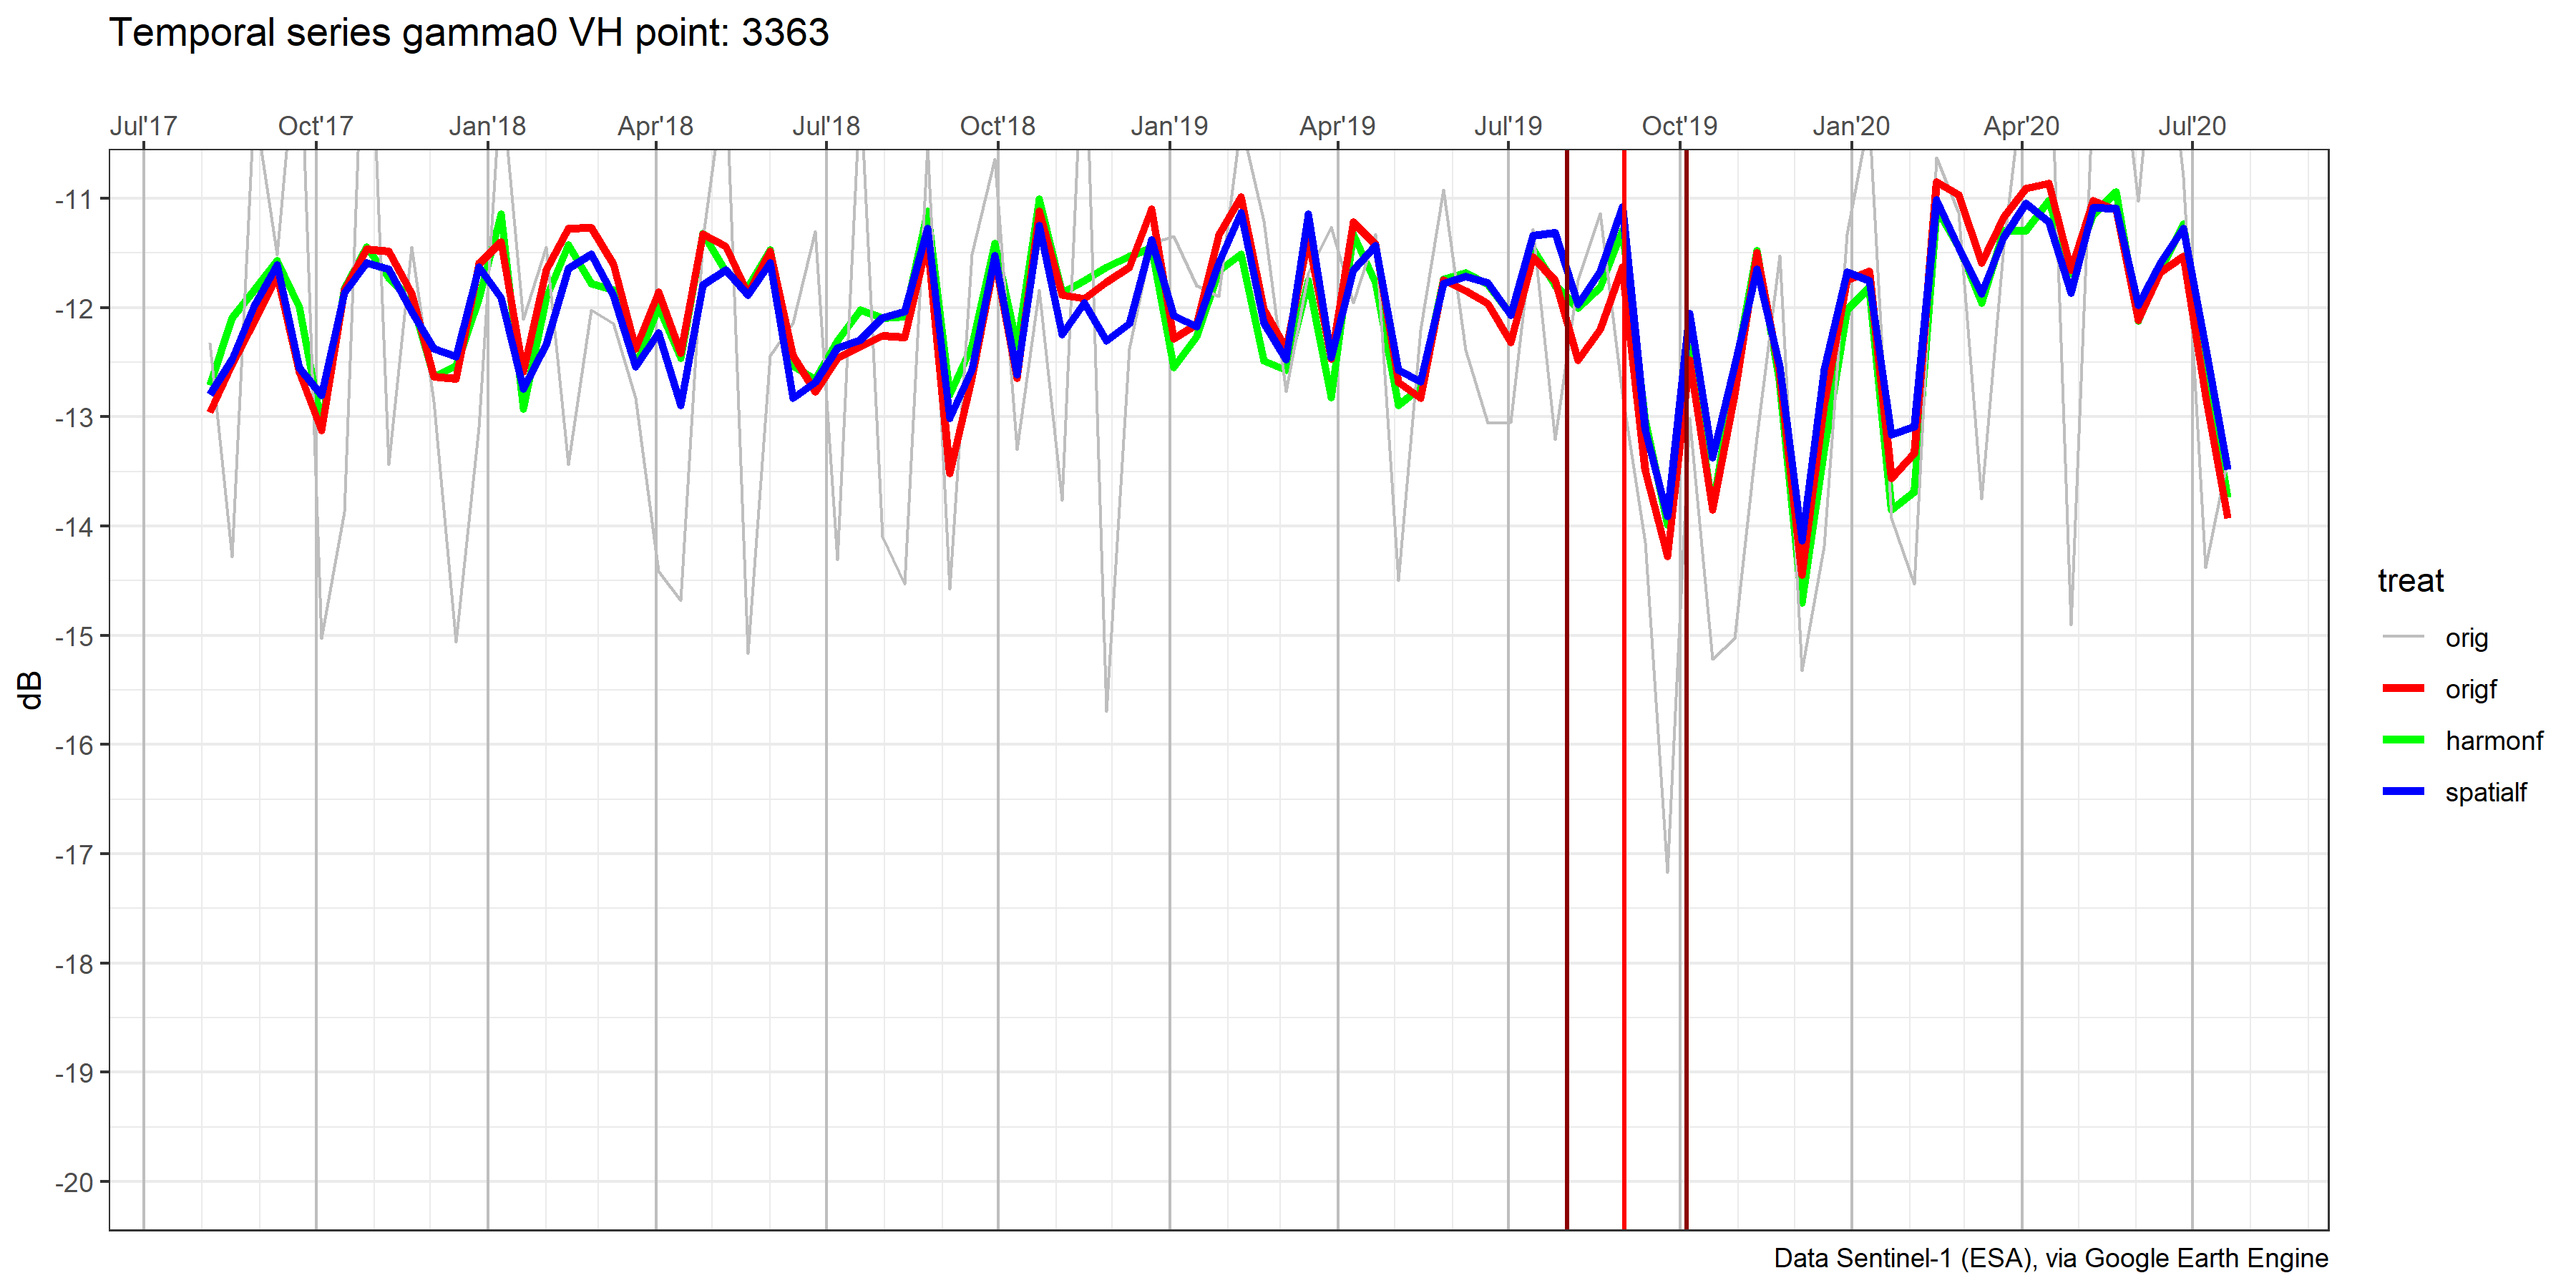 Temporal series gamma0 VH point: 3363
Jul'17 Oct'17 Jan'18 Apr'18 Jul'18 Oct'18 Jan'19 Apr'19 Jul'19 Oct'19 Jan'20 Apr'20 Jul'20
-11
-12
-13
-14
-15
-16
-17
-18
-19
-20
dB
treat
orig
origf
harmonf
spatialf
Data Sentinel-1 (ESA), via Google Earth Engine